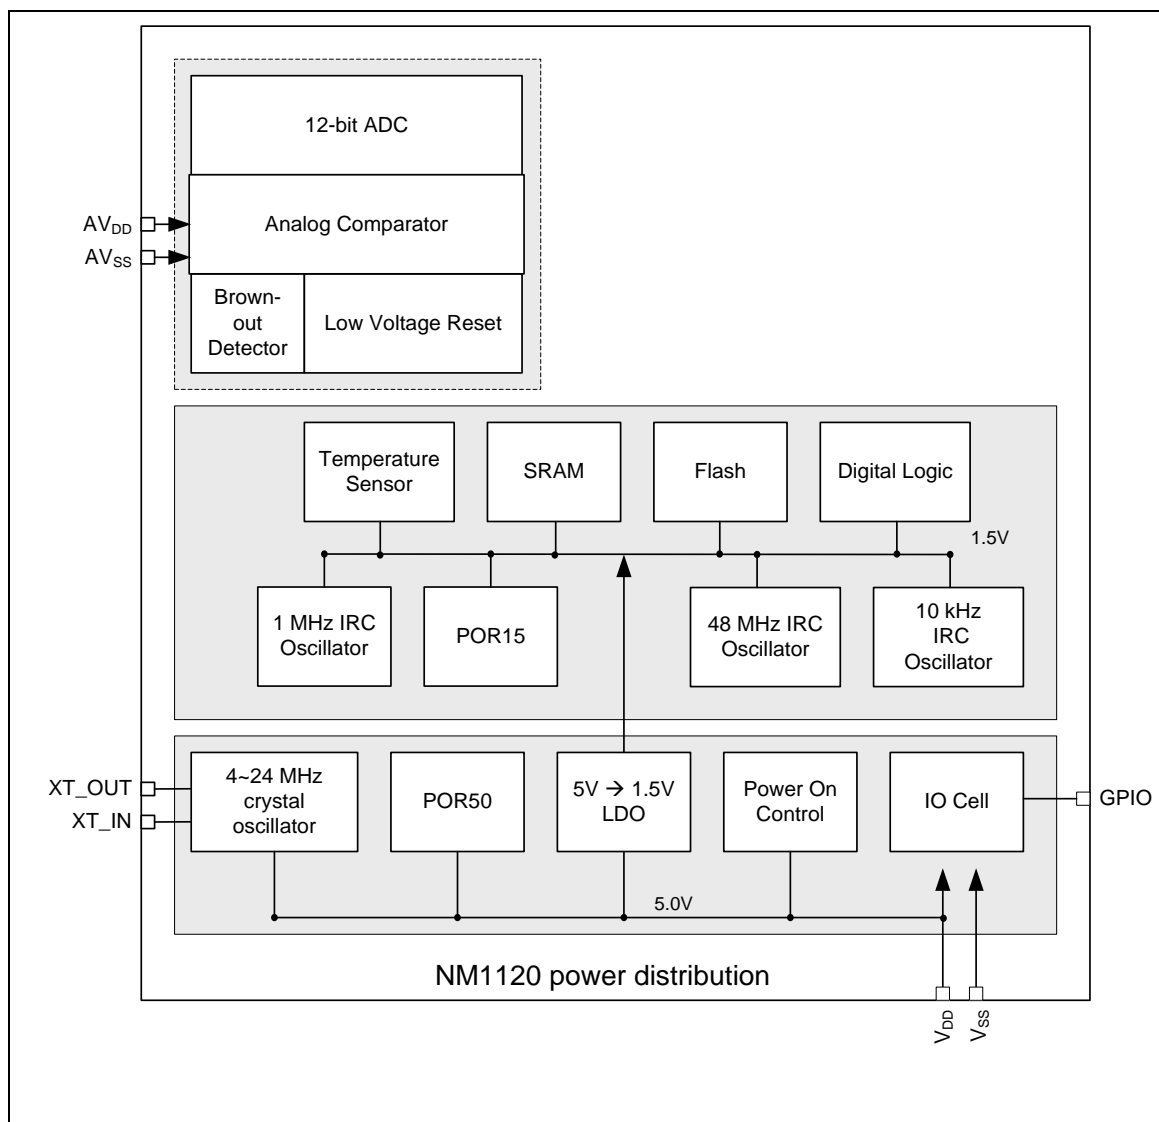 12-bit ADC
AVDD
AVSS
Analog Comparator
Brown-
out
Detector
Low Voltage Reset
Temperature
Sensor
SRAM
Flash
Digital Logic
1.5V
1 MHz IRC
Oscillator
POR15
48 MHz IRC
Oscillator
10 kHz
IRC
Oscillator
XT_OUT
XT_IN
4~24 MHz
crystal
oscillator
POR50
5V → 1.5V
LDO
Power On
Control
IO Cell
GPIO
5.0V
NM1120 power distribution
VDD
VSS